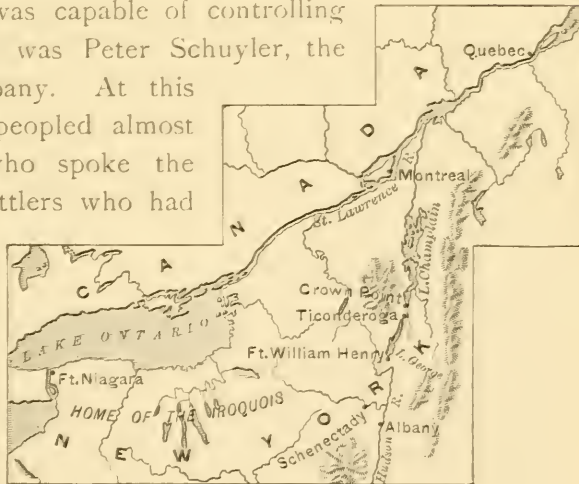 was capable of controlling
was Peter Schuyler, the
bany. At this
peopled almost
who spoke the
ttlers who had
Quebec
CANADA
Montreal
St. Lawrence
R.
L. Champlain
Crown Point
Ticonderoga
LAKE ONTARIO
Ft. William Henry
L. George
Ft. Niagara
HOME OF THE IROQUOIS
NEW YORK
Schenectady
Albany
Hudson R.